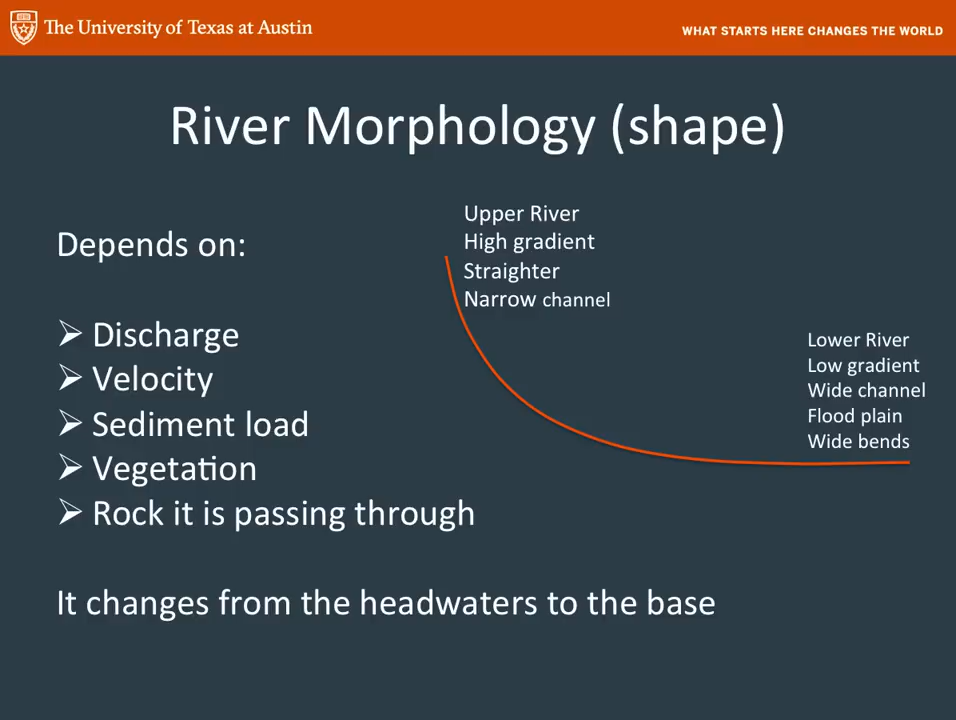 The University of Texas at Austin
WHAT STARTS HERE CHANGES THE WORLD
River Morphology (shape)
Depends on:
➢ Discharge
➢ Velocity
➢ Sediment load
➢ Vegetation
➢ Rock it is passing through
It changes from the headwaters to the base
Upper River
High gradient
Straighter
Narrow channel
Lower River
Low gradient
Wide channel
Flood plain
Wide bends